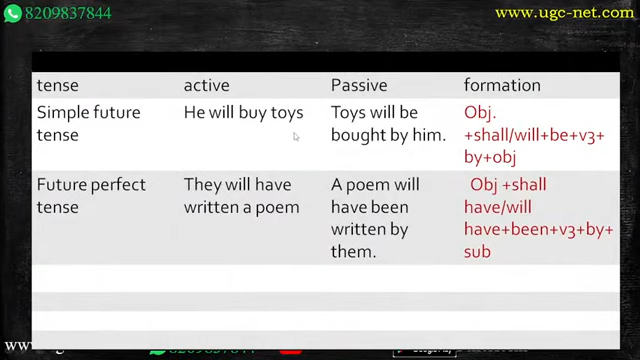 8209837844
www.ugc-net.com
tense active Passive formation
Simple future He will buy toys Toys will be Obj.
tense bought by him. +shall/will+be+v3+
by+obj
Future perfect They will have A poem will Obj +shall
tense written a poem have been have/will
written by have+been+v3+by+
them. sub